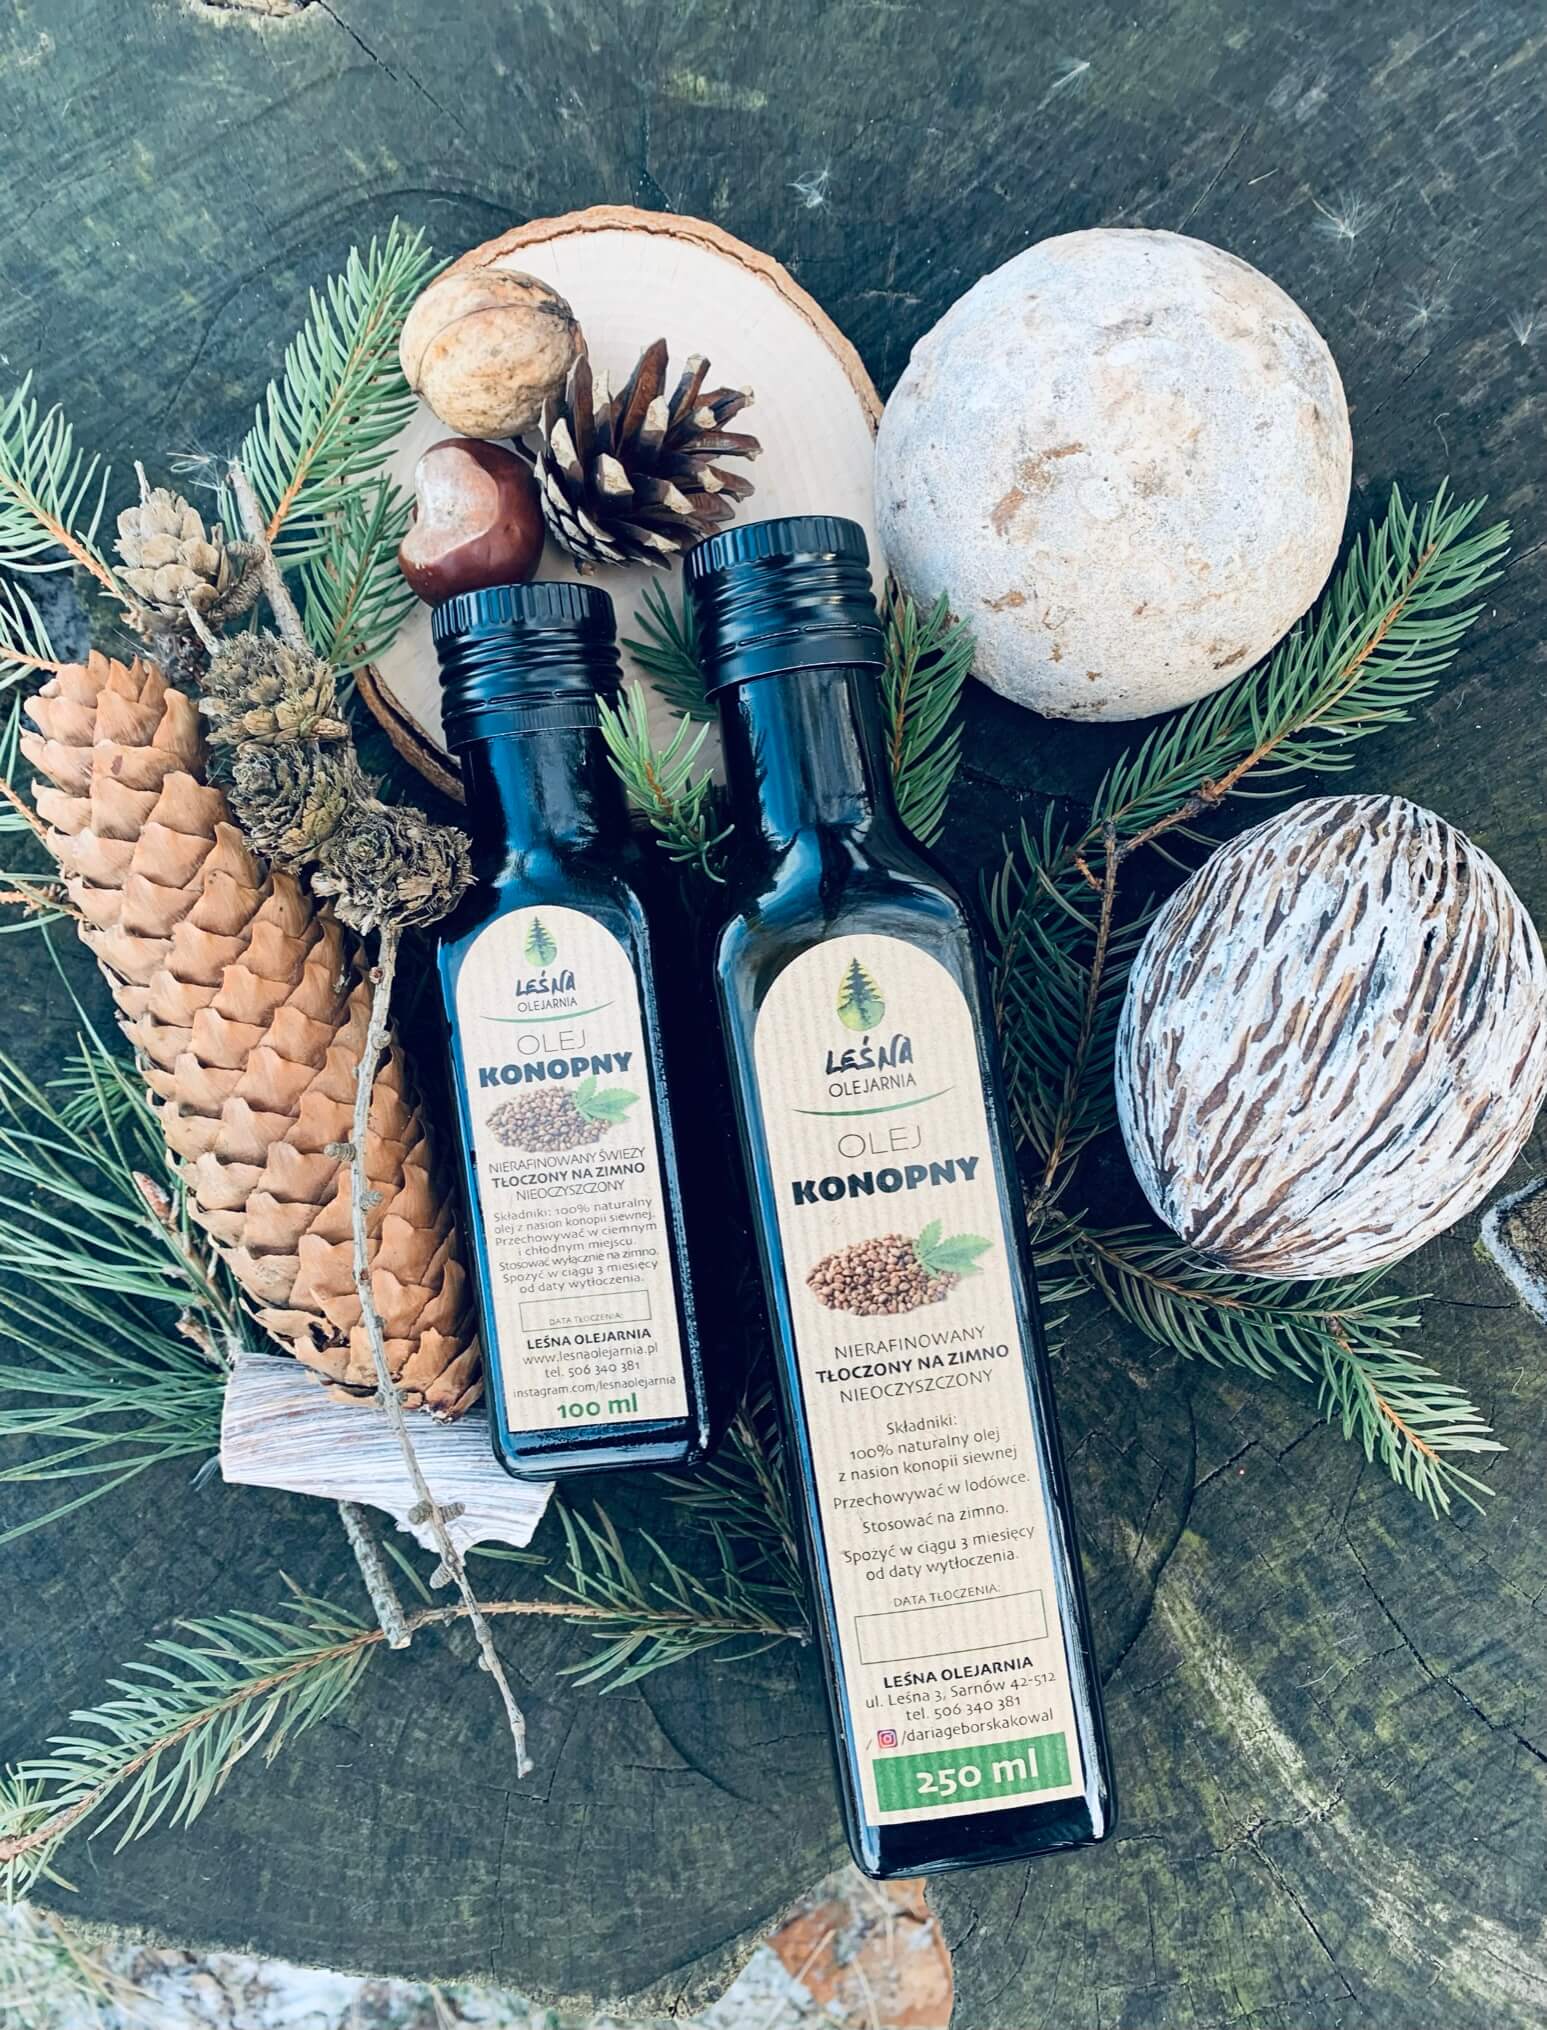 LEŚNA
OLEJARNIA
OLEJ
KONOPNY
NIERAFINOWANY ŚWIEŻY
TŁOCZONY NA ZIMNO
NIEOCZYSZCZONY
Składniki: 100% naturalny
olej z nasion konopii siewnej.
Przechowywać w ciemnym
i chłodnym miejscu.
Stosować wyłącznie na zimno.
Spożyć w ciągu 3 miesięcy
od daty wytłoczenia.
DATA TŁOCZENIA:
LEŚNA OLEJARNIA
www.lesnaolejarnia.pl
tel. 506 340 381
instagram.com/lesnaolejarnia
100 ml
LEŚNA
OLEJARNIA
OLEJ
KONOPNY
NIERAFINOWANY
TŁOCZONY NA ZIMNO
NIEOCZYSZCZONY
Składniki:
100% naturalny olej
z nasion konopii siewnej
Przechowywać w lodówce.
Stosować na zimno.
Spożyć w ciągu 3 miesięcy
od daty wytłoczenia.
DATA TŁOCZENIA:
LEŚNA OLEJARNIA
ul. Leśna 3, Sarnów 42-512
tel. 506 340 381
/ /dariageborskakowal
250 ml